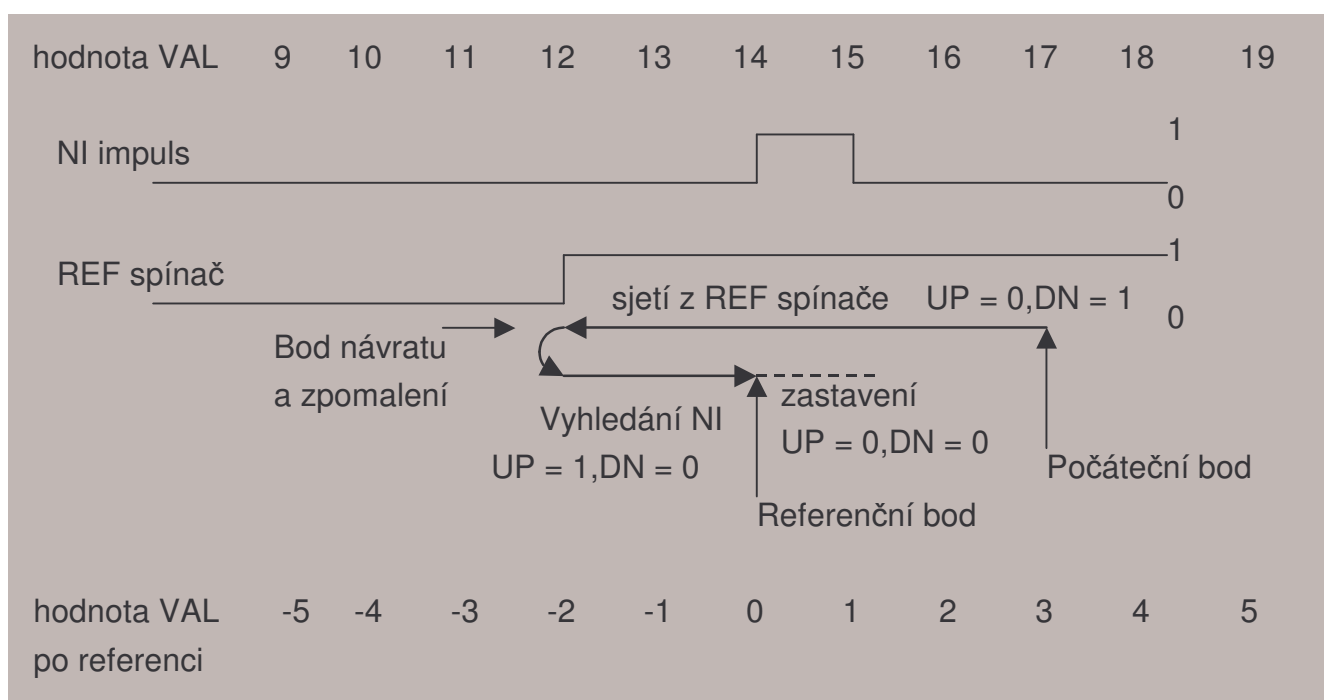 hodnota VAL 9 10 11 12 13 14 15 16 17 18 19
1
NI impuls
0
1
REF spínač
sjetí z REF spínače UP = 0,DN = 1
0
Bod návratu
a zpomalení
zastavení
Vyhledání NI
UP = 0,DN = 0
UP = 1,DN = 0
Počáteční bod
Referenční bod
hodnota VAL -5 -4 -3 -2 -1 0 1 2 3 4 5
po referenci